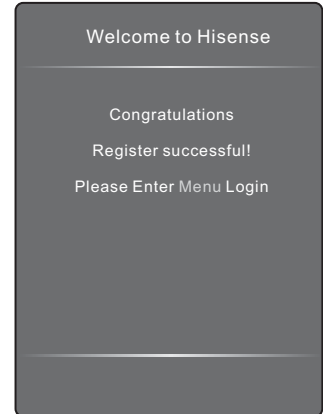 Welcome to Hisense
Congratulations
Register successful!
Please Enter Menu Login